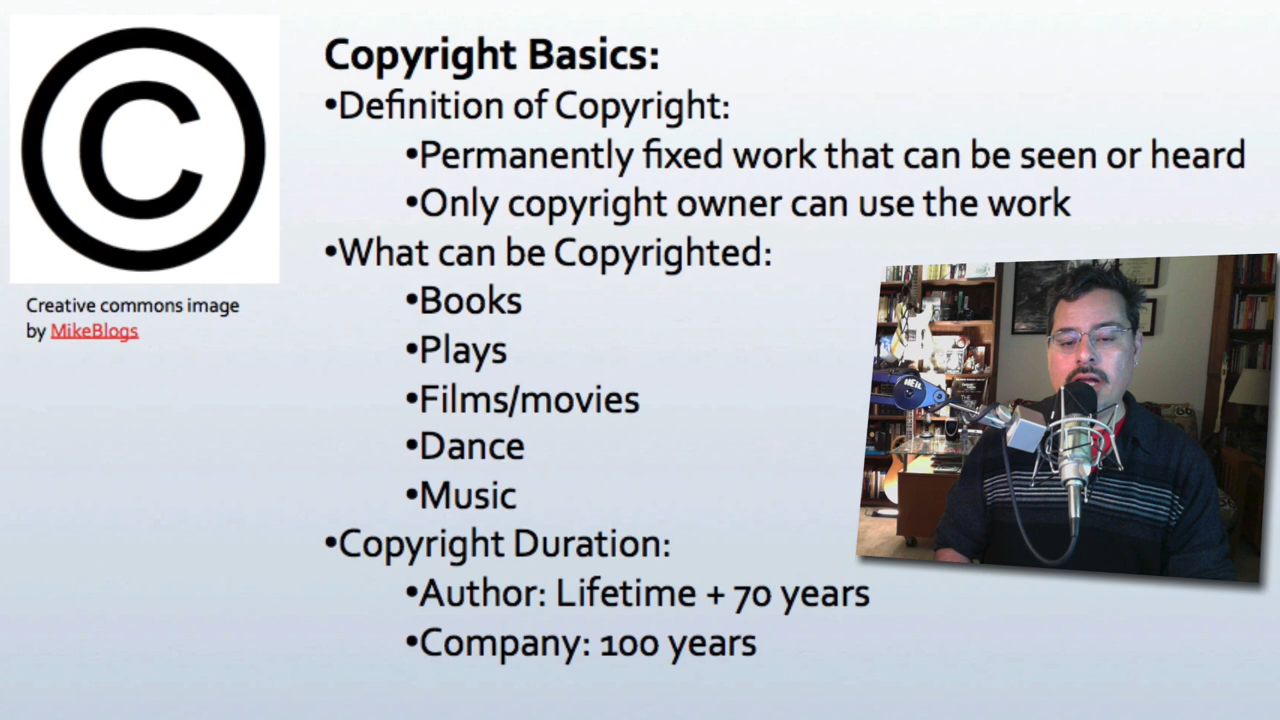 Copyright Basics:
•Definition of Copyright:
•Permanently fixed work that can be seen or heard
•Only copyright owner can use the work
•What can be Copyrighted:
•Books
•Plays
•Films/movies
•Dance
•Music
•Copyright Duration:
•Author: Lifetime + 70 years
•Company: 100 years
C
Creative commons image
by MikeBlogs